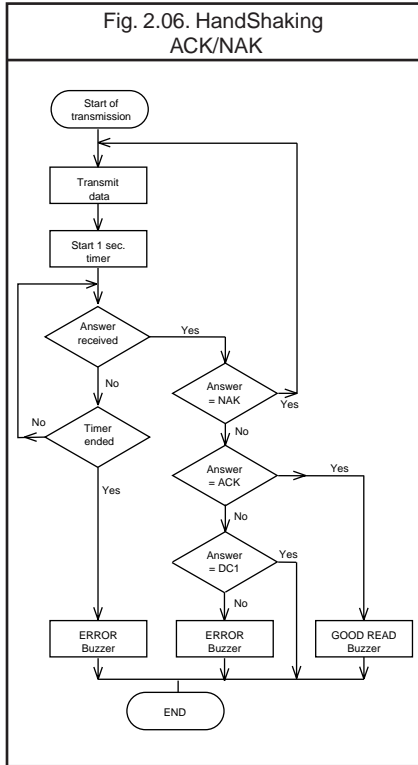 Fig. 2.06. HandShaking
ACK/NAK
Start of
transmission
Transmit
data
Start 1 sec.
timer
Answer
received
Yes
No
Answer
= NAK
Yes
No
Timer
ended
No
Yes
Answer
= ACK
Yes
No
Answer
= DC1
Yes
No
ERROR
Buzzer
ERROR
Buzzer
GOOD READ
Buzzer
END